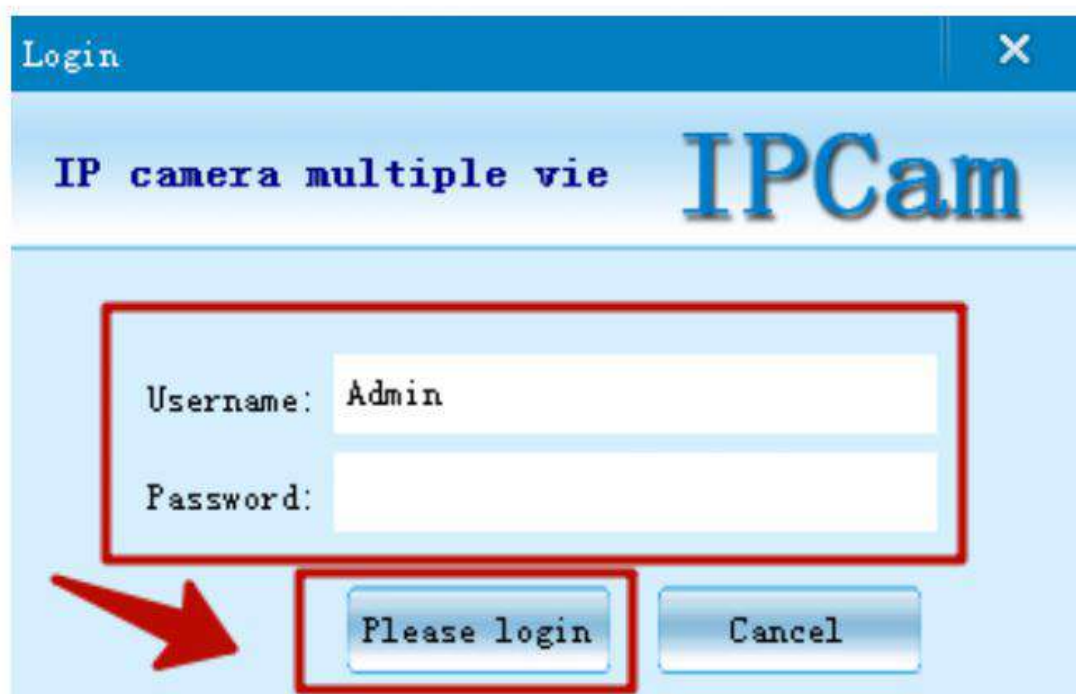 Login
IP camera multiple vie
IPCam
Username: Admin
Password:
Please login
Cancel